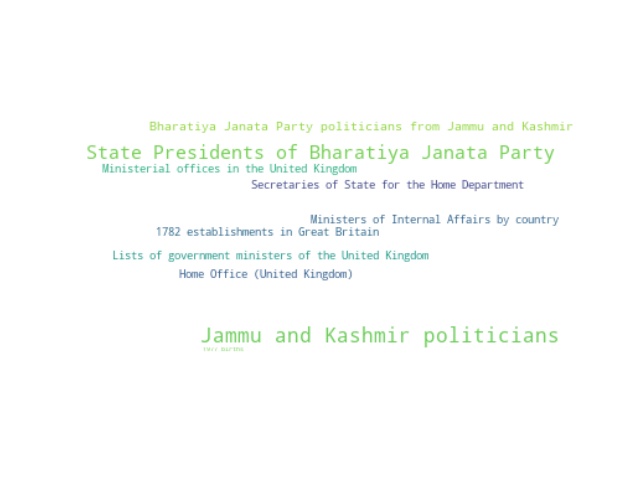 Bharatiya Janata Party politicians from Jammu and Kashmir
State Presidents of Bharatiya Janata Party
Ministerial offices in the United Kingdom
Secretaries of State for the Home Department
Ministers of Internal Affairs by country
1782 establishments in Great Britain
Lists of government ministers of the United Kingdom
Home Office (United Kingdom)
Jammu and Kashmir politicians
births